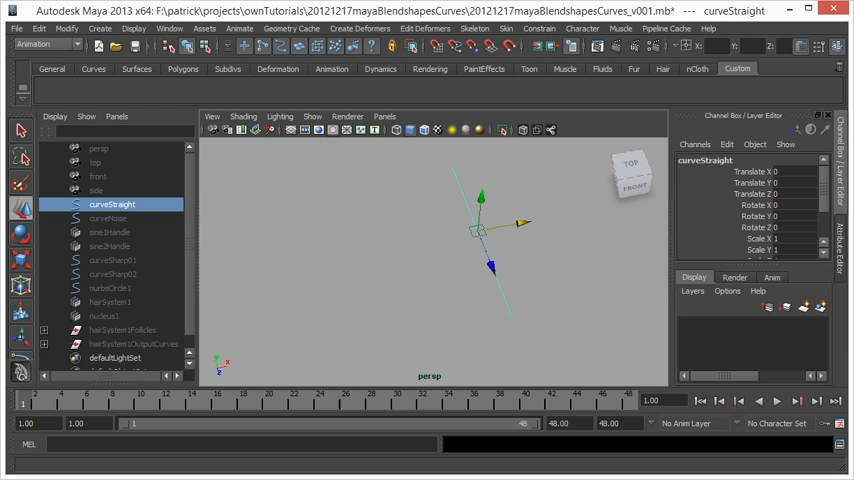 Autodesk Maya 2013 x64: F:\patrick\projects\ownTutorials\20121217mayaBlendshapesCurves\20121217mayaBlendshapesCurves_v001.mb* --- curveStraight
File Edit Modify Create Display Window Assets Animate Geometry Cache Create Deformers Edit Deformers Skeleton Skin Constrain Character Muscle Pipeline Cache
Animation X: Y: Z:
General Curves Surfaces Polygons Subdivs Deformation Animation Dynamics Rendering PaintEffects Toon Muscle Fluids Fur Hair nCloth Custom
Display Show Panels
persp
top
front
side
curveStraight
curveNoise
sine1Handle
sine2Handle
curveSharp01
curveSharp02
nurbsCircle1
hairSystem1
nucleus1
hairSystem1Follicles
hairSystem1OutputCurves
defaultLightSet
View Shading Lighting Show Renderer Panels
TOP
FRONT
y
x
z
persp
Channel Box / Layer Editor
Channels Edit Object Show
curveStraight
Translate X 0
Translate Y 0
Translate Z 0
Rotate X 0
Rotate Y 0
Rotate Z 0
Scale X 1
Scale Y 1
Display Render Anim
Layers Options Help
Channel Box / Layer Editor
Attribute Editor
1 2 4 6 8 10 12 14 16 18 20 22 24 26 28 30 32 34 36 38 40 42 44 46 48 1.00
1.00 1.00 1 48 48.00 48.00 No Anim Layer No Character Set
MEL